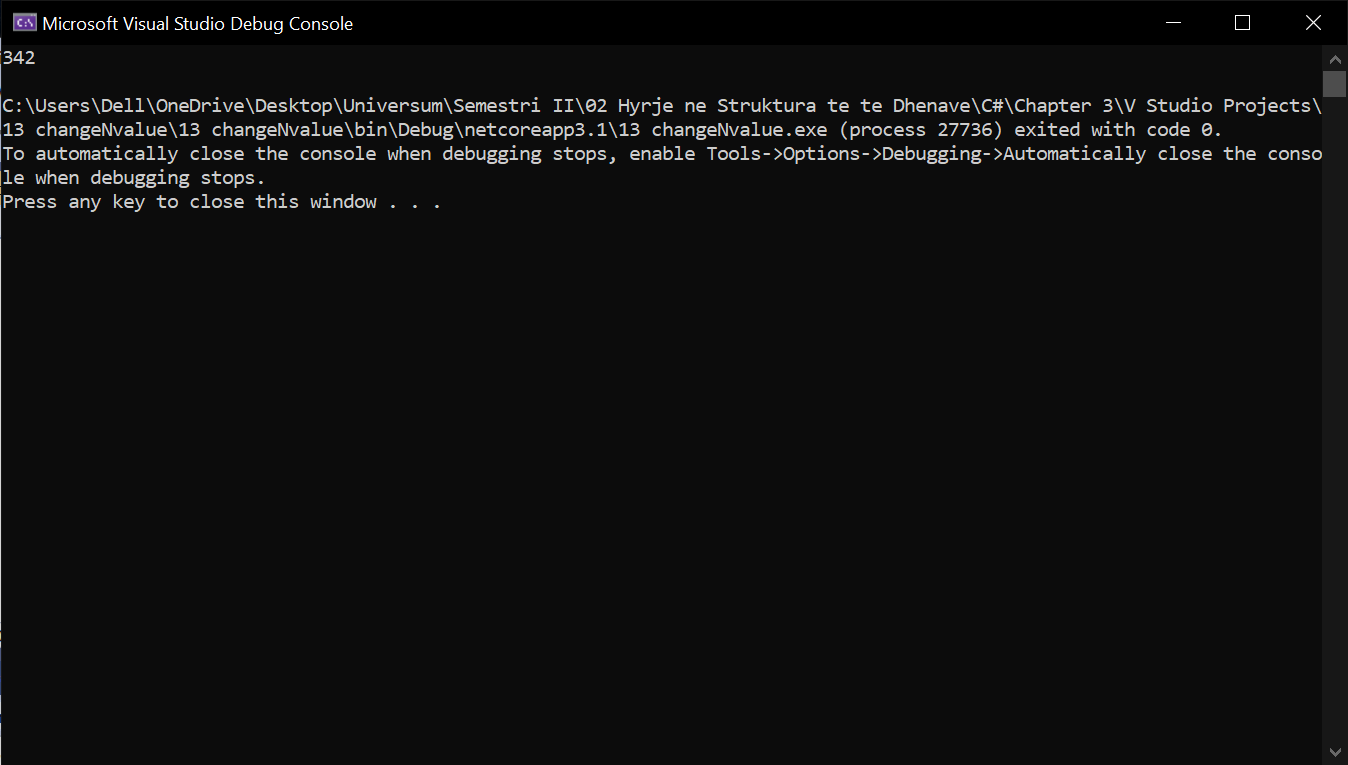 Microsoft Visual Studio Debug Console
342
C:\Users\Dell\OneDrive\Desktop\Universum\Semestri II\02 Hyrje ne Struktura te te Dhenave\C#\Chapter 3\V Studio Projects\
13 changeNvalue\13 changeNvalue\bin\Debug\netcoreapp3.1\13 changeNvalue.exe (process 27736) exited with code 0.
To automatically close the console when debugging stops, enable Tools->Options->Debugging->Automatically close the conso
le when debugging stops.
Press any key to close this window . . .